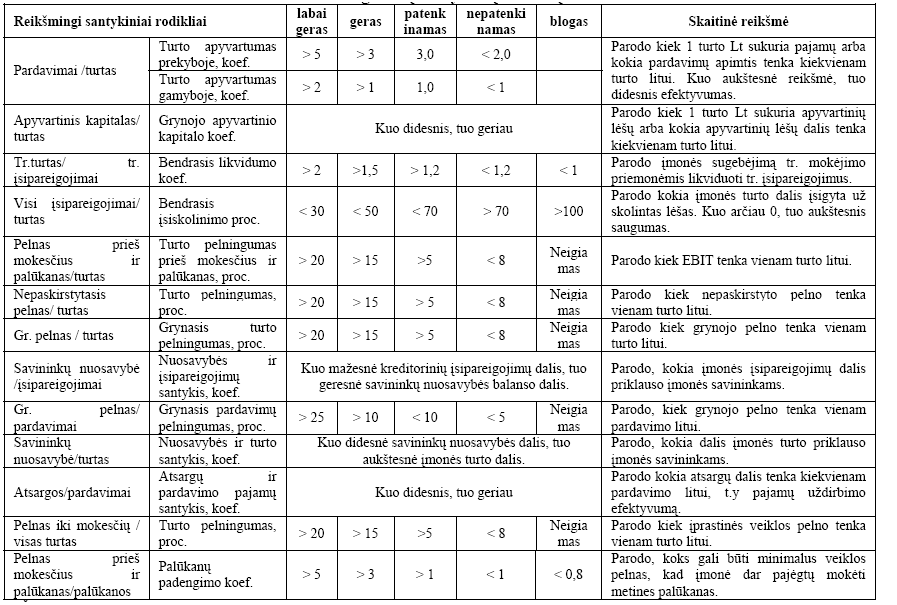 Reikšmingi santykiniai rodikliai labai geras geras patenk inamas nepatenki namas blogas Skaitinė reikšmė
Pardavimai /turtas
Turto apyvartumas
prekyboje, koef.
> 5 > 3 3,0 < 2,0
Turto apyvartumas
gamyboje, koef.
> 2 > 1 1,0 < 1
Parodo kiek 1 turto Lt sukuria pajamų arba
kokia pardavimų apimtis tenka kiekvienam
turto litui. Kuo aukštesnė reikšmė, tuo
didesnis efektyvumas.
Apyvartinis kapitalas/
turtas
Grynojo apyvartinio
kapitalo koef.
Kuo didesnis, tuo geriau
Parodo kiek 1 turto Lt sukuria apyvartinių
lėšų arba kokia apyvartinių lėšų dalis tenka
kiekvienam turto litui.
Tr.turtas/ tr.
įsipareigojimai
Bendrasis likvidumo
koef.
> 2 >1,5 > 1,2 < 1,2 < 1
Parodo įmonės sugebėjimą tr. mokėjimo
priemonėmis likviduoti tr. įsipareigojimus.
Visi įsipareigojimai/
turtas
Bendrasis
įsiskolinimo proc.
< 30 < 50 < 70 > 70 >100
Parodo kokia įmonės turto dalis įsigyta už
skolintas lėšas. Kuo arčiau 0, tuo aukštesnis
saugumas.
Pelnas prieš
mokesčius ir
palūkanas/turtas
Turto pelningumas
prieš mokesčius ir
palūkanas, proc.
> 20 > 15 >5 < 8 Neigia
mas
Parodo kiek EBIT tenka vienam turto litui.
Nepaskirstytasis
pelnas/ turtas
Turto pelningumas,
proc.
> 20 > 15 > 5 < 8 Neigia
mas
Parodo kiek nepaskirstyto pelno tenka
vienam turto litui.
Gr. pelnas / turtas
Grynasis turto
pelningumas, proc.
> 20 > 15 > 5 < 8 Neigia
mas
Parodo kiek grynojo pelno tenka vienam
turto litui.
Savininkų nuosavybė
/įsipareigojimai
Nuosavybės ir
įsipareigojimų
santykis, koef.
Kuo mažesnė kreditorinių įsipareigojimų dalis, tuo
geresnė savininkų nuosavybės balanso dalis.
Parodo, kokia įmonės įsipareigojimų dalis
priklauso įmonės savininkams.
Gr. pelnas/
pardavimai
Grynasis pardavimų
pelningumas, proc.
> 25 > 10 < 10 < 5 Neigia
mas
Parodo, kiek grynojo pelno tenka vienam
pardavimo litui.
Savininkų
nuosavybė/turtas
Nuosavybės ir turto
santykis, koef.
Kuo didesnė savininkų nuosavybės dalis, tuo
aukštesnė įmonės turto dalis.
Parodo, kokia dalis įmonės turto priklauso
įmonės savininkams.
Atsargos/pardavimai
Atsargų ir
pardavimo pajamų
santykis, koef.
Kuo didesnis, tuo geriau
Parodo kokia atsargų dalis tenka kiekvienam
pardavimo litui, t.y pajamų uždirbimo
efektyvumą.
Pelnas iki mokesčių /
visas turtas
Turto pelningumas,
proc.
> 20 > 15 >5 < 8 Neigia
mas
Parodo kiek įprastinės veiklos pelno tenka
vienam turto litui.
Pelnas prieš
mokesčius ir
palūkanas/palūkanos
Palūkanų
padengimo koef.
> 5 > 3 > 1 < 1 < 0,8
Parodo, koks gali būti minimalus veiklos
pelnas, kad įmonė dar pajėgtų mokėti
metines palūkanas.